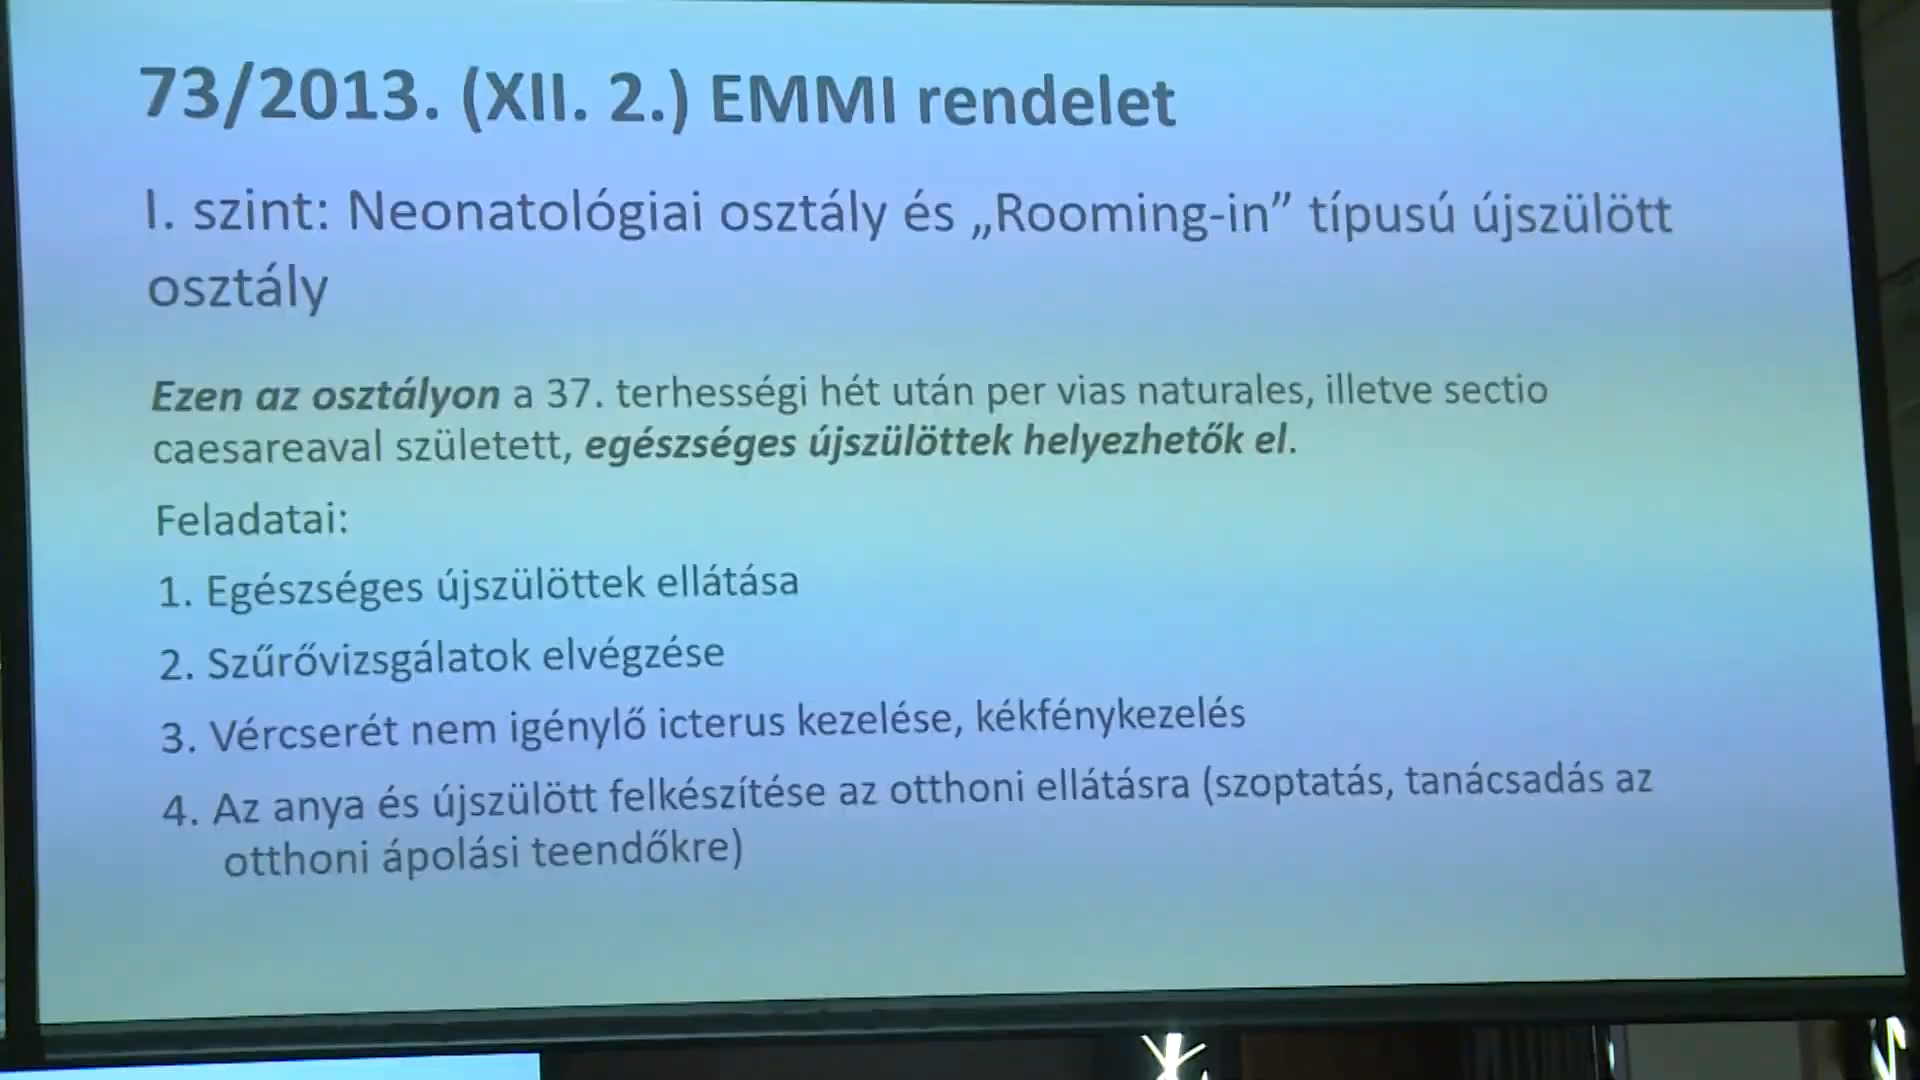 73/2013. (XII. 2.) EMMI rendelet
I. szint: Neonatológiai osztály és „Rooming-in” típusú újszülött
osztály
Ezen az osztályon a 37. terhességi hét után per vias naturales, illetve sectio
caesareaval született, egészséges újszülöttek helyezhetők el.
Feladatai:
1. Egészséges újszülöttek ellátása
2. Szűrővizsgálatok elvégzése
3. Vércserét nem igénylő icterus kezelése, kékfénykezelés
4. Az anya és újszülött felkészítése az otthoni ellátásra (szoptatás, tanácsadás az
otthoni ápolási teendőkre)